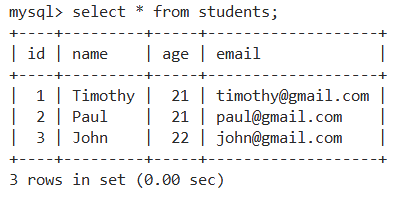 mysql> select * from students;
+----+---------+-----+-------------------+
| id | name    | age | email             |
+----+---------+-----+-------------------+
|  1 | Timothy |  21 | timothy@gmail.com |
|  2 | Paul    |  21 | paul@gmail.com    |
|  3 | John    |  22 | john@gmail.com    |
+----+---------+-----+-------------------+
3 rows in set (0.00 sec)